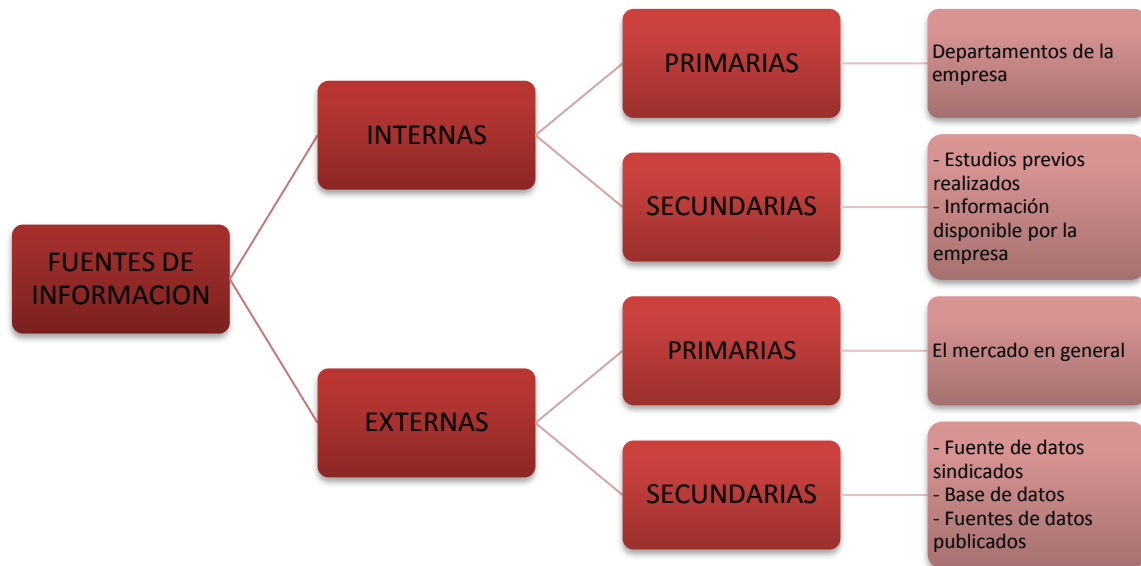 FUENTES DE
INFORMACION
INTERNAS
PRIMARIAS
Departamentos de la
empresa
SECUNDARIAS
- Estudios previos
realizados
- Información
disponible por la
empresa
EXTERNAS
PRIMARIAS
El mercado en general
SECUNDARIAS
- Fuente de datos
sindicados
- Base de datos
- Fuentes de datos
publicados